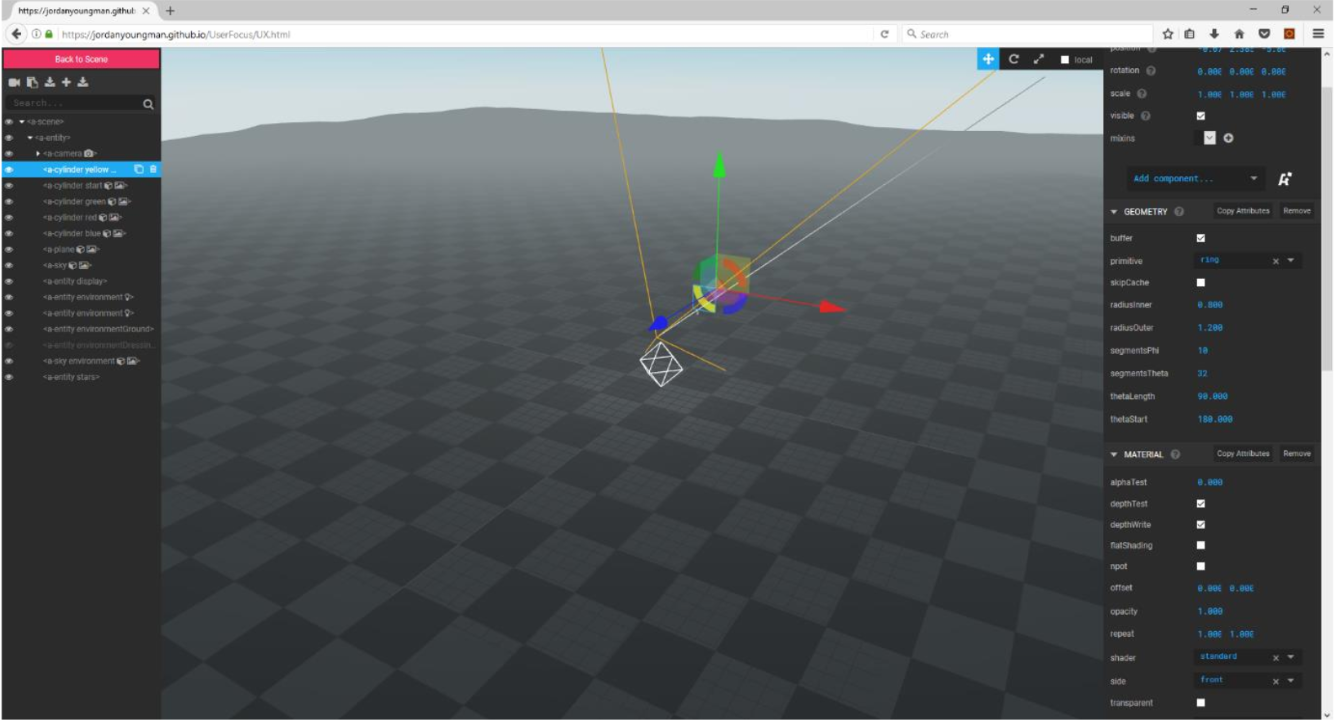 https://jordanyoungman.github
https://jordanyoungman.github.io/UserFocus/UX.html
Search
Back to Scene
Search...
<a-scene>
<a-entity>
<a-camera>
<a-cylinder yellow ...
<a-cylinder start>
<a-cylinder green>
<a-cylinder red>
<a-cylinder blue>
<a-plane>
<a-sky>
<a-entity display>
<a-entity environment>
<a-entity environment>
<a-entity environmentGround>
<a-entity environmentDressin...
<a-sky environment>
<a-entity stars>
local
position
rotation 0.000 0.000 0.000
scale 1.000 1.000 1.000
visible
mixins
Add component...
GEOMETRY Copy Attributes Remove
buffer
primitive ring
skipCache
radiusInner 0.800
radiusOuter 1.200
segmentsPhi 10
segmentsTheta 32
thetaLength 90.000
thetaStart 180.000
MATERIAL Copy Attributes Remove
alphaTest 0.000
depthTest
depthWrite
flatShading
npot
offset 0.000 0.000
opacity 1.000
repeat 1.000 1.000
shader standard
side front
transparent